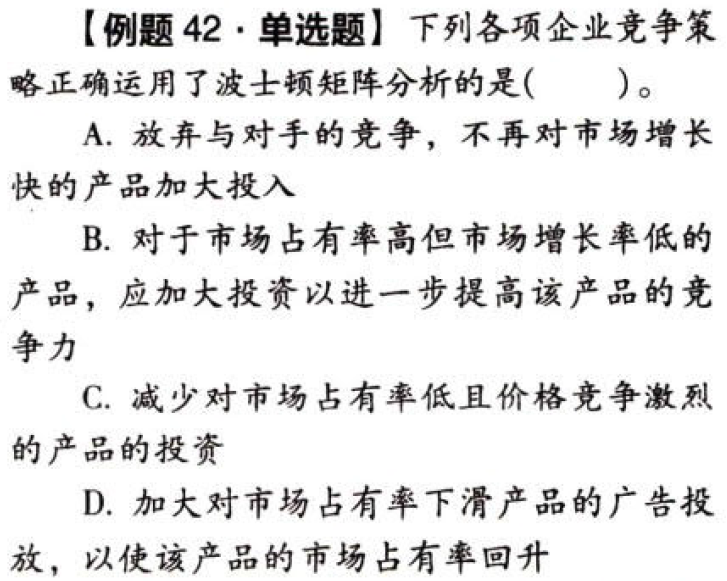 【例题 42·单选题】下列各项企业竞争策
略正确运用了波士顿矩阵分析的是(    )。
A. 放弃与对手的竞争，不再对市场增长
快的产品加大投入
B. 对于市场占有率高但市场增长率低的
产品，应加大投资以进一步提高该产品的竞
争力
C. 减少对市场占有率低且价格竞争激烈
的产品的投资
D. 加大对市场占有率下滑产品的广告投
放，以使该产品的市场占有率回升